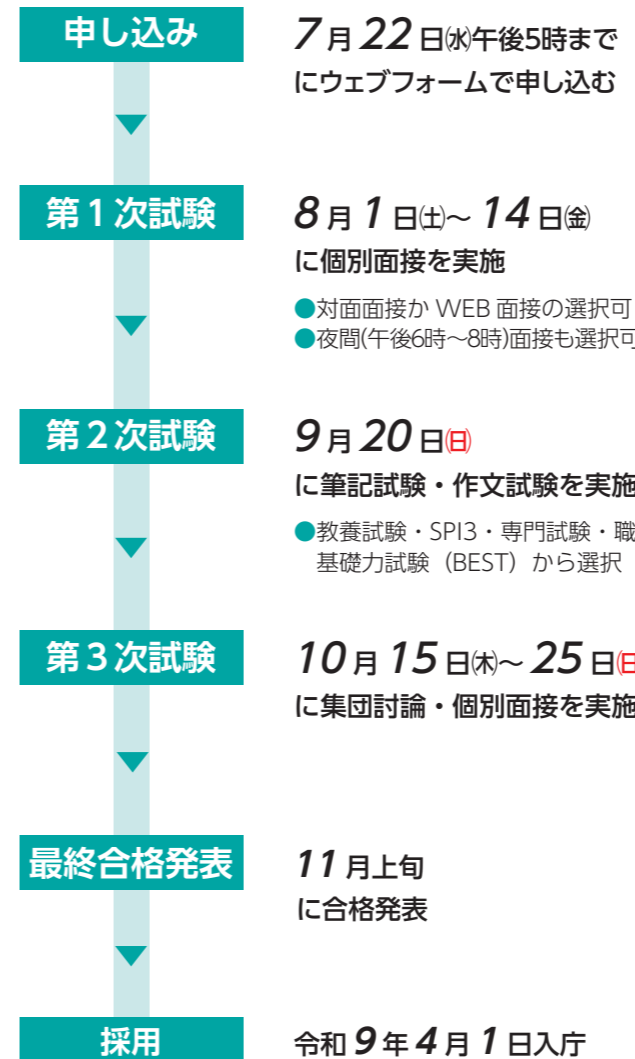 申し込み
7月22日㈬午後5時まで
にウェブフォームで申し込む
第1次試験
8月1日㈯～14日㈮
に個別面接を実施
●対面面接か WEB 面接の選択可
●夜間(午後6時～8時)面接も選択可
第2次試験
9月20日㈰
に筆記試験・作文試験を実施
●教養試験・SPI3・専門試験・職
基礎力試験（BEST）から選択
第3次試験
10月15日㈭～25日㈰
に集団討論・個別面接を実施
最終合格発表
11月上旬
に合格発表
採用
令和9年4月1日入庁